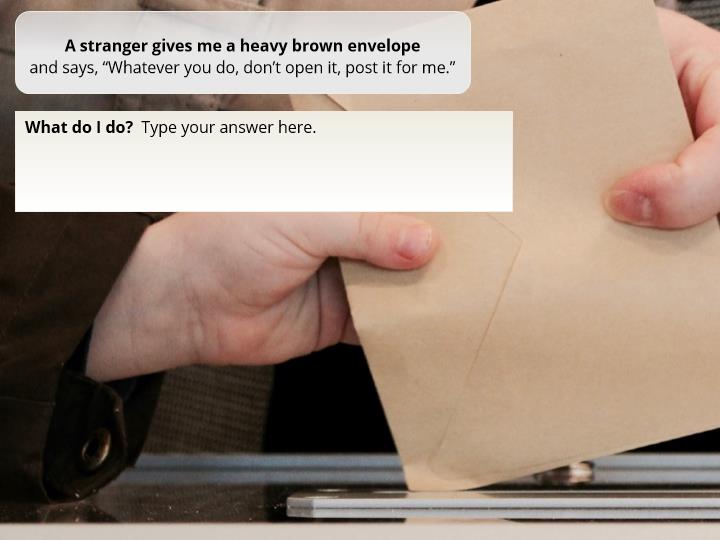 A stranger gives me a heavy brown envelope
and says, “Whatever you do, don’t open it, post it for me.”
What do I do? Type your answer here.